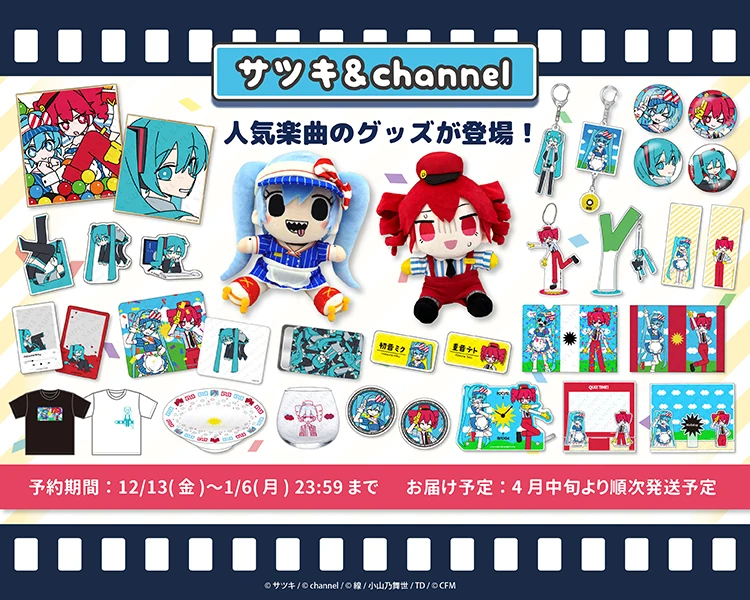 サツキ&channel
人気楽曲のグッズが登場！
初音ミク
重音テト
QUIZ TIME!
予約期間：12/13(金)～1/6(月) 23:59まで お届け予定：4月中旬より順次発送予定
© サツキ / © channel / © 線 / 小山乃舞世 / TD / © CFM